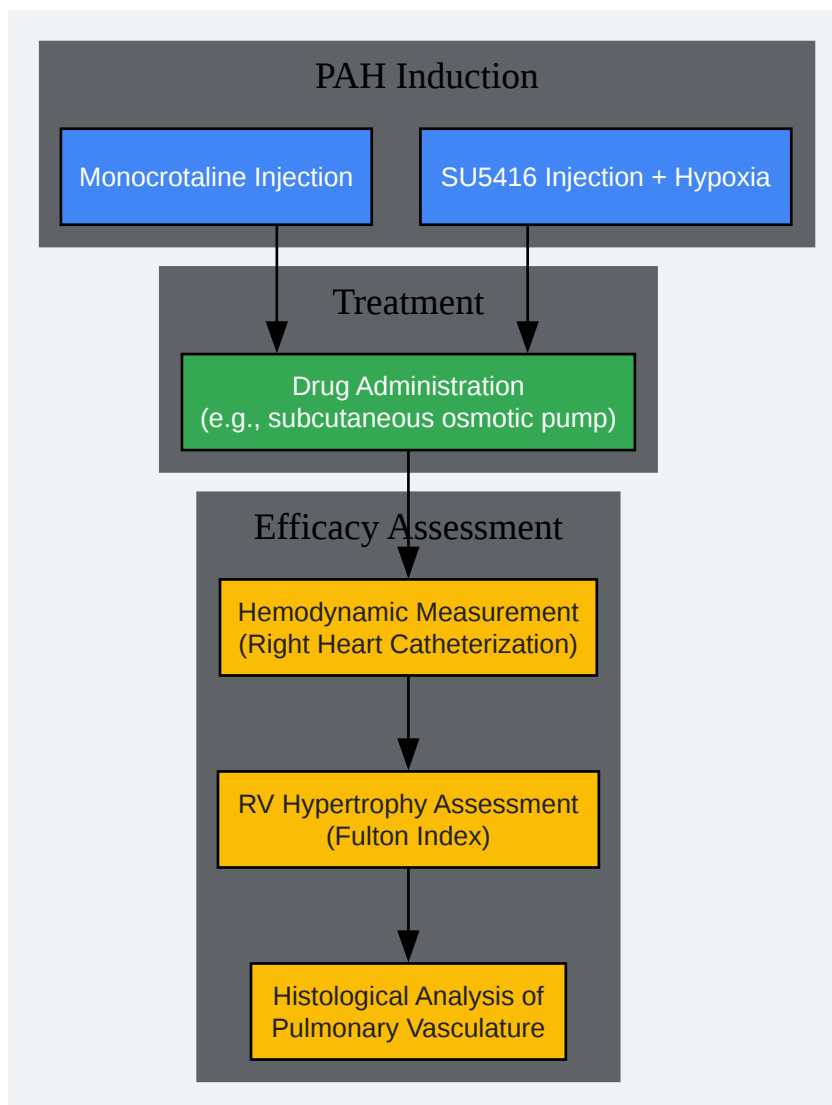 PAH Induction
Monocrotaline Injection
SU5416 Injection + Hypoxia
Treatment
Drug Administration
(e.g., subcutaneous osmotic pump)
Efficacy Assessment
Hemodynamic Measurement
(Right Heart Catheterization)
RV Hypertrophy Assessment
(Fulton Index)
Histological Analysis of
Pulmonary Vasculature